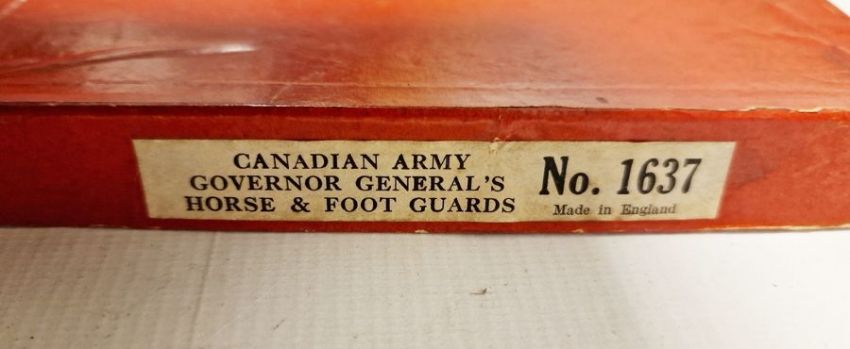 CANADIAN ARMY
GOVERNOR GENERAL'S
HORSE & FOOT GUARDS
No. 1637
Made in England